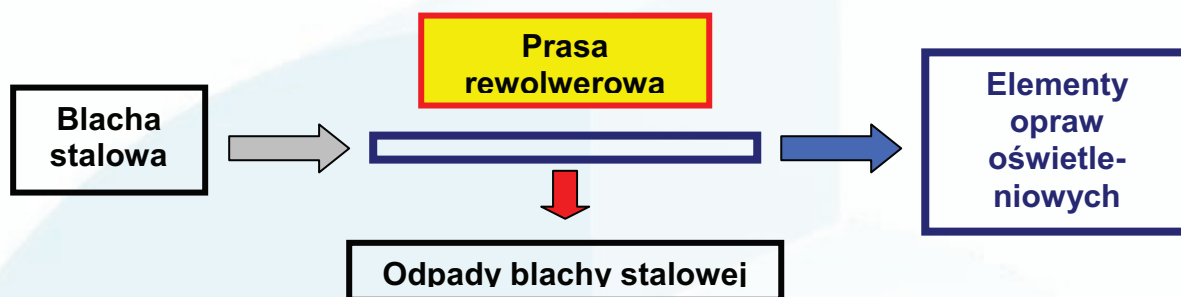 Prasa
rewolwerowa
Blacha
stalowa
Elementy
opraw
oświetle-
niowych
Odpady blachy stalowej